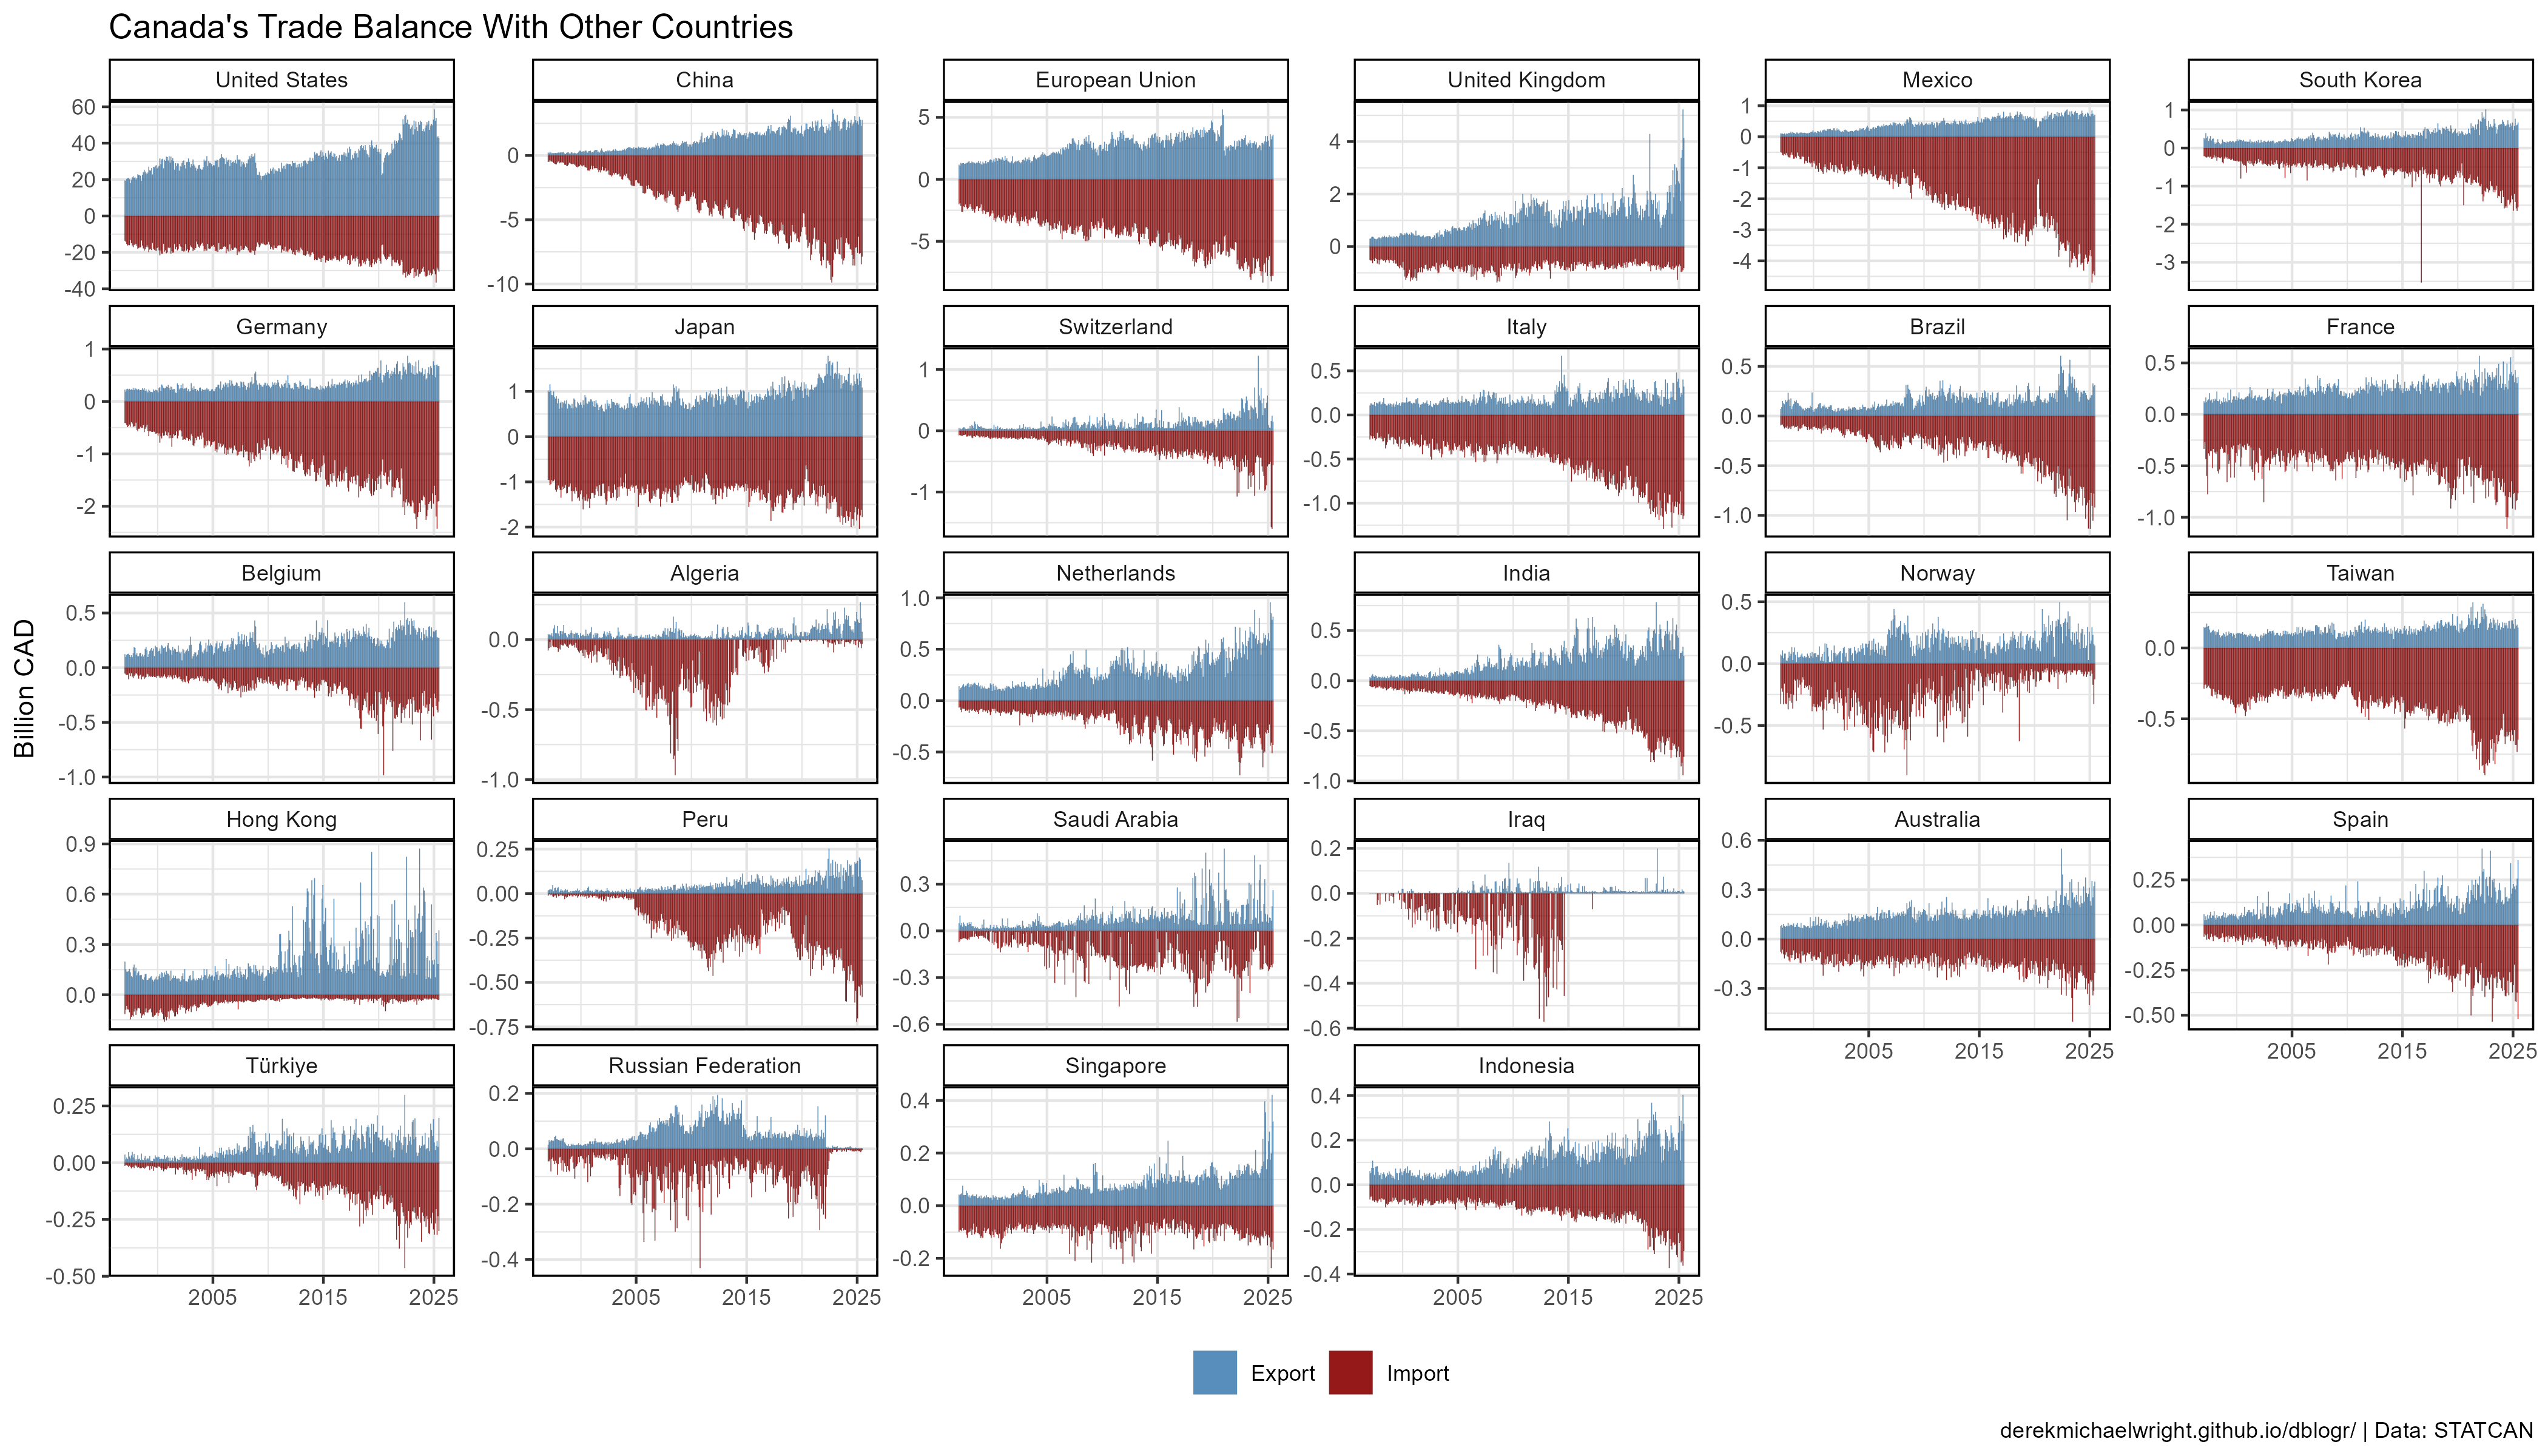 Canada's Trade Balance With Other Countries
United States China European Union United Kingdom Mexico South Korea
60 40 20 0 -20 -40
0 -5 -10
5 0 -5
4 2 0
1 0 -1 -2 -3 -4
1 0 -1 -2 -3
Germany Japan Switzerland Italy Brazil France
1 0 -1 -2
1 0 -1 -2
1 0 -1
0.5 0.0 -0.5 -1.0
0.5 0.0 -0.5 -1.0
0.5 0.0 -0.5 -1.0
Belgium Algeria Netherlands India Norway Taiwan
0.5 0.0 -0.5 -1.0
0.0 -0.5 -1.0
1.0 0.5 0.0 -0.5
0.5 0.0 -0.5 -1.0
0.5 0.0 -0.5
0.0 -0.5
Billion CAD
Hong Kong Peru Saudi Arabia Iraq Australia Spain
0.9 0.6 0.3 0.0
0.25 0.00 -0.25 -0.50 -0.75
0.3 0.0 -0.3 -0.6
0.2 0.0 -0.2 -0.4 -0.6
0.6 0.3 0.0 -0.3
0.25 0.00 -0.25 -0.50
2005 2015 2025 2005 2015 2025
Türkiye Russian Federation Singapore Indonesia
0.25 0.00 -0.25 -0.50
0.2 0.0 -0.2 -0.4
0.4 0.2 0.0 -0.2
0.4 0.2 0.0 -0.2 -0.4
2005 2015 2025 2005 2015 2025 2005 2015 2025 2005 2015 2025
Export Import
derekmichaelwright.github.io/dblogr/ | Data: STATCAN